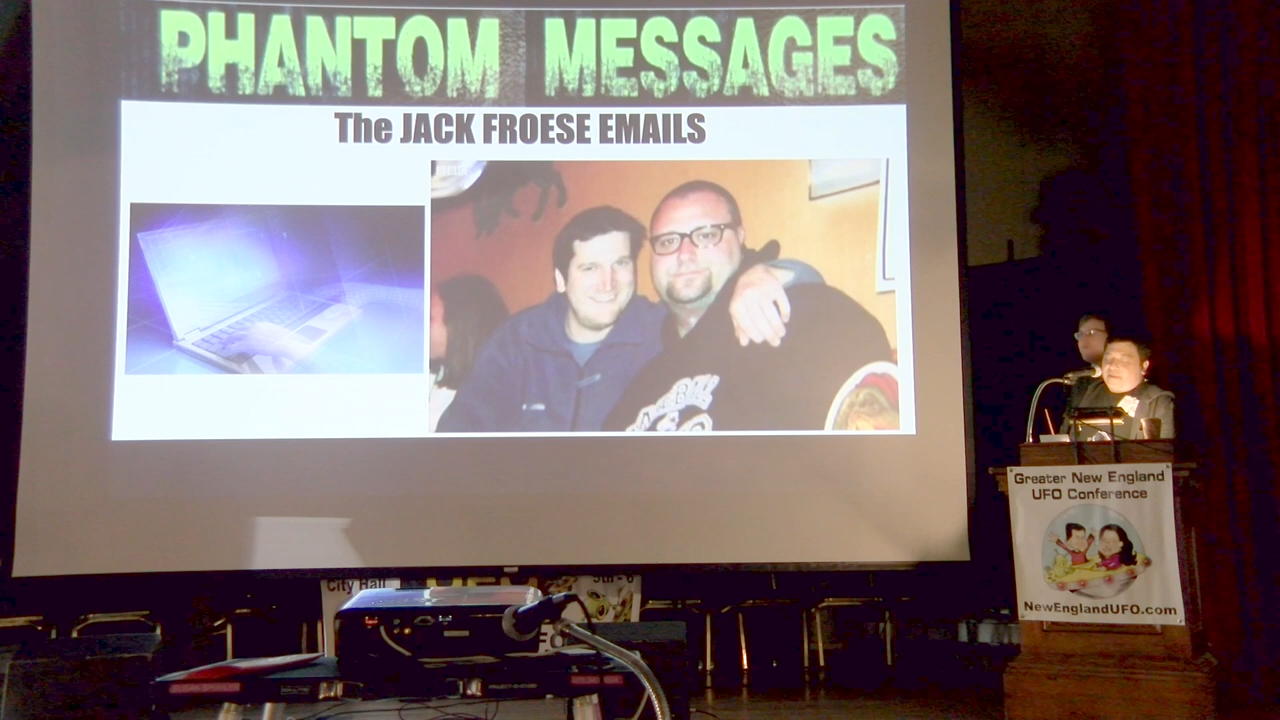 PHANTOM MESSAGES
The JACK FROESE EMAILS
Greater New England
UFO Conference
NewEnglandUFO.com
City Hall